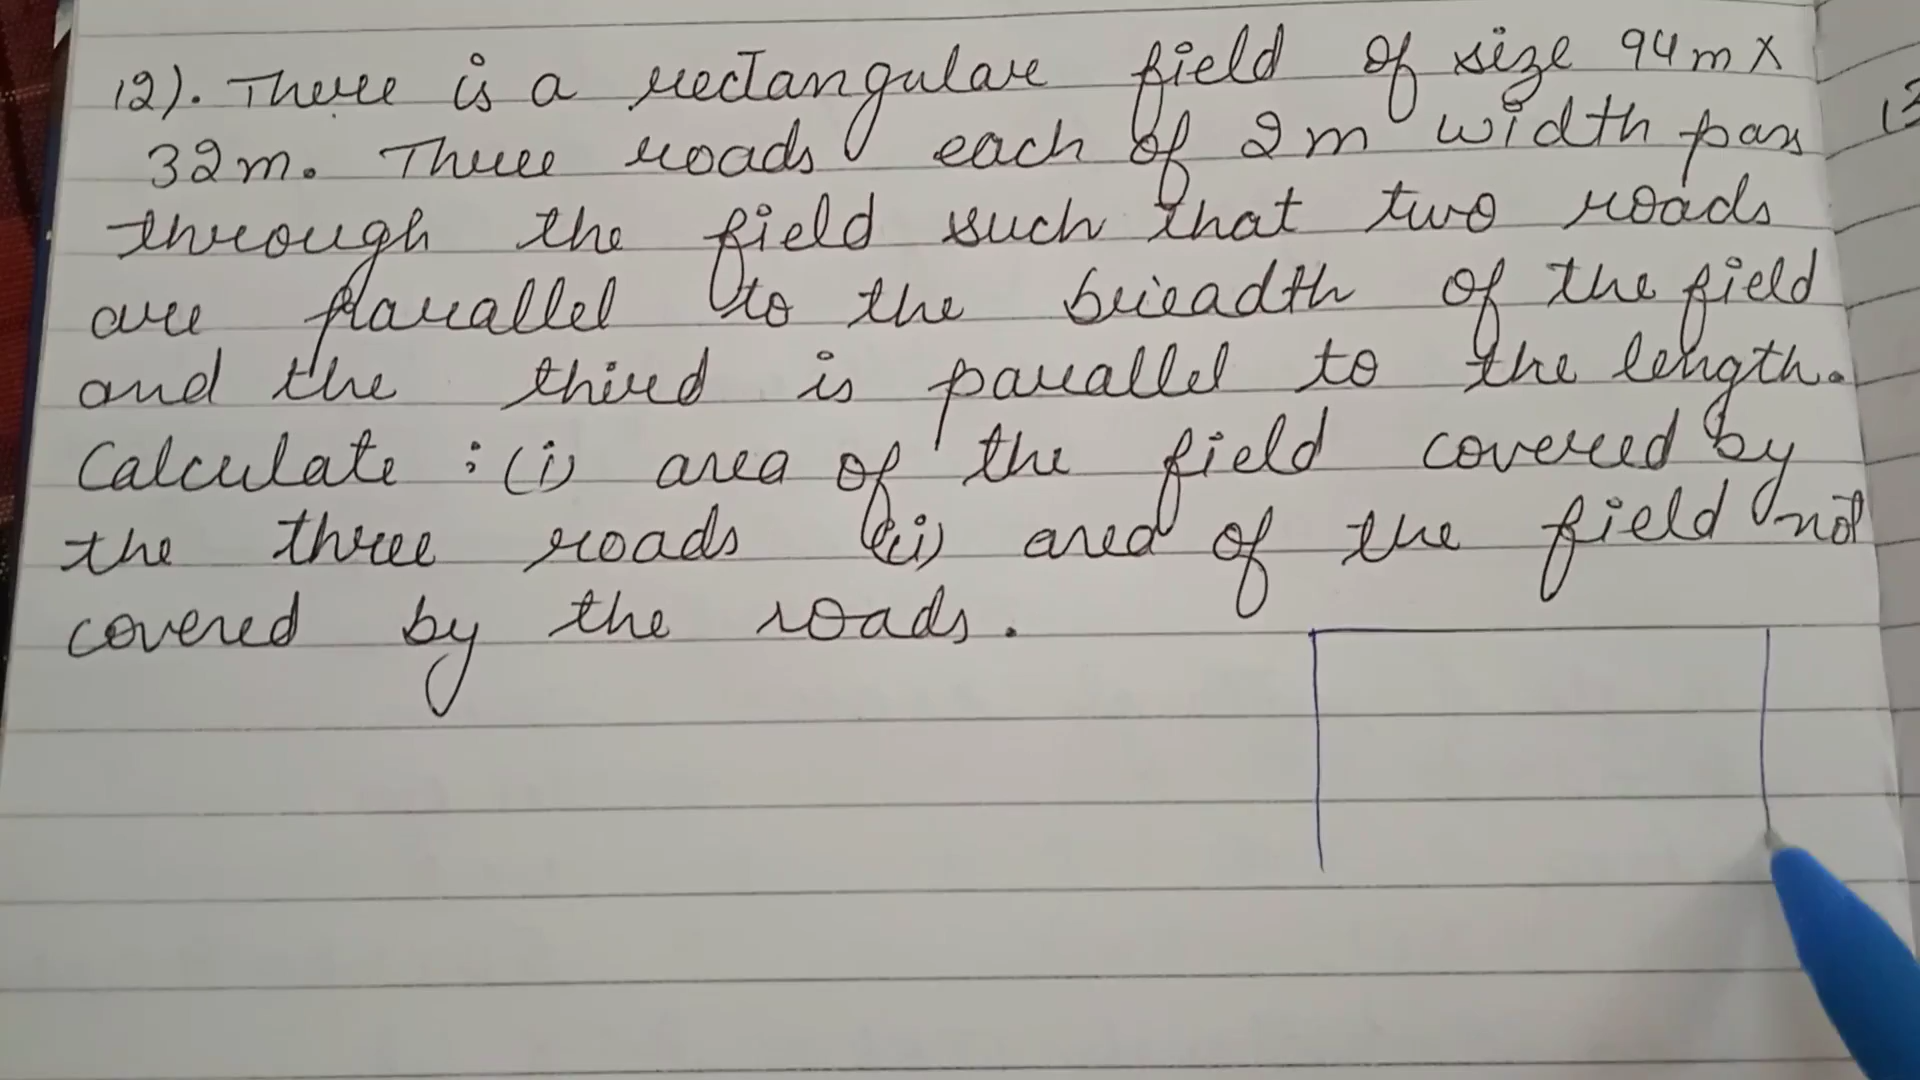 12). There is a rectangular field of size 94m x
32m. Three roads each of 2m width pass
through the field such that two roads
are parallel to the breadth of the field
and the third is parallel to the length.
Calculate : (i) area of the field covered by
the three roads (ii) area of the field not
covered by the roads.